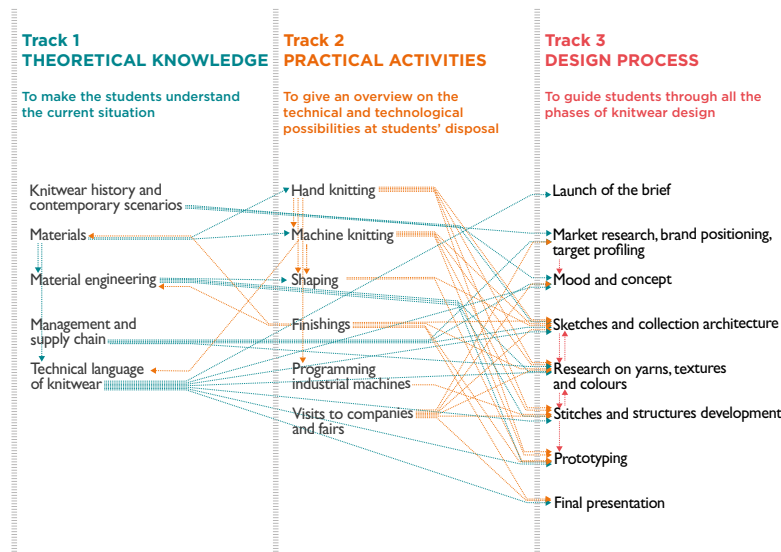 Track 1
THEORETICAL KNOWLEDGE
To make the students understand
the current situation
Knitwear history and
contemporary scenarios
Materials
Material engineering
Management and
supply chain
Technical language
of knitwear
Track 2
PRACTICAL ACTIVITIES
To give an overview on the
technical and technological
possibilities at students' disposal
Hand knitting
Machine knitting
Shaping
Finishings
Programming
industrial machines
Visits to companies
and fairs
Track 3
DESIGN PROCESS
To guide students through all the
phases of knitwear design
Launch of the brief
Market research, brand positioning,
target profiling
Mood and concept
Sketches and collection architecture
Research on yarns, textures
and colours
Stitches and structures development
Prototyping
Final presentation